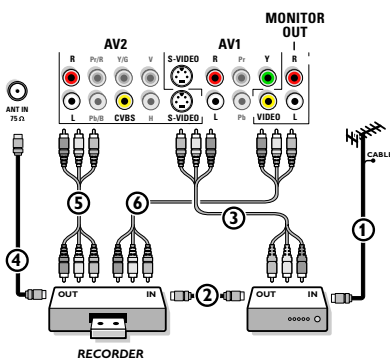 MONITOR
OUT
AV2
AV1
R Pr/R Y/G V S-VIDEO R Pr Y R
ANT IN
75 Ω
L Pb/B CVBS H S-VIDEO L Pb VIDEO L
CABLE
5
6
3
1
4
2
OUT IN
OUT IN
RECORDER